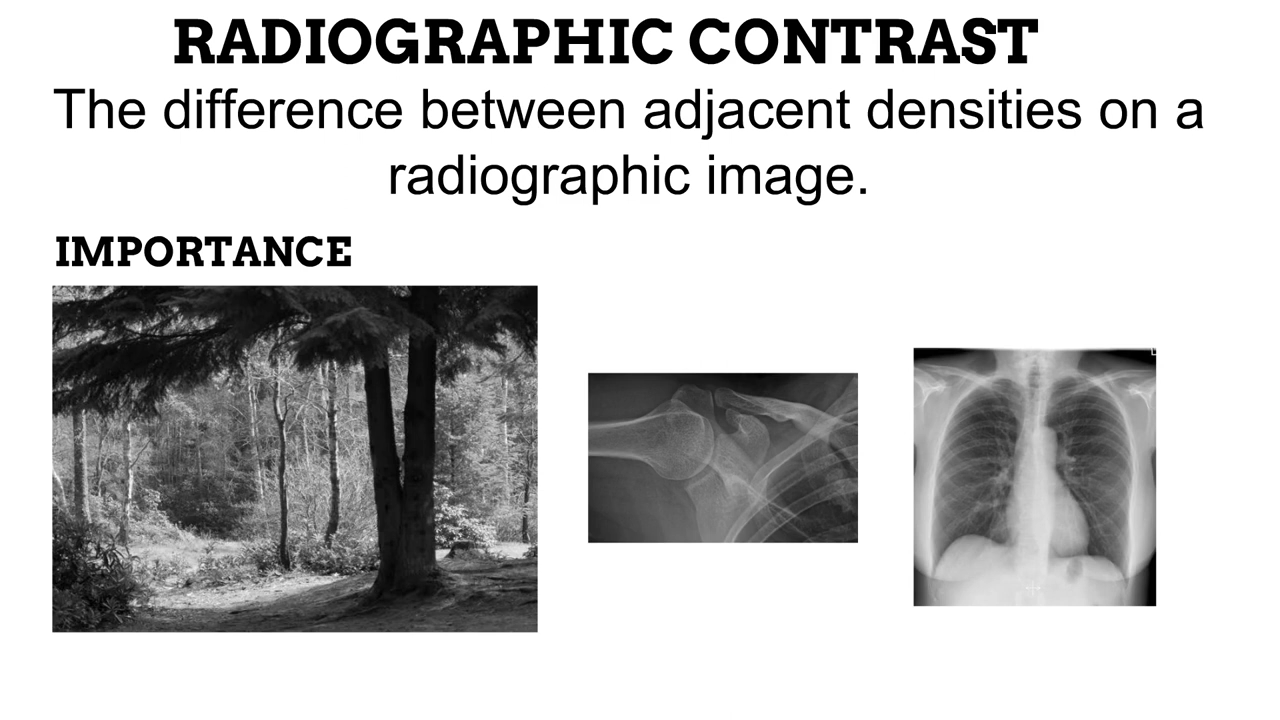 RADIOGRAPHIC CONTRAST
The difference between adjacent densities on a
radiographic image.
IMPORTANCE